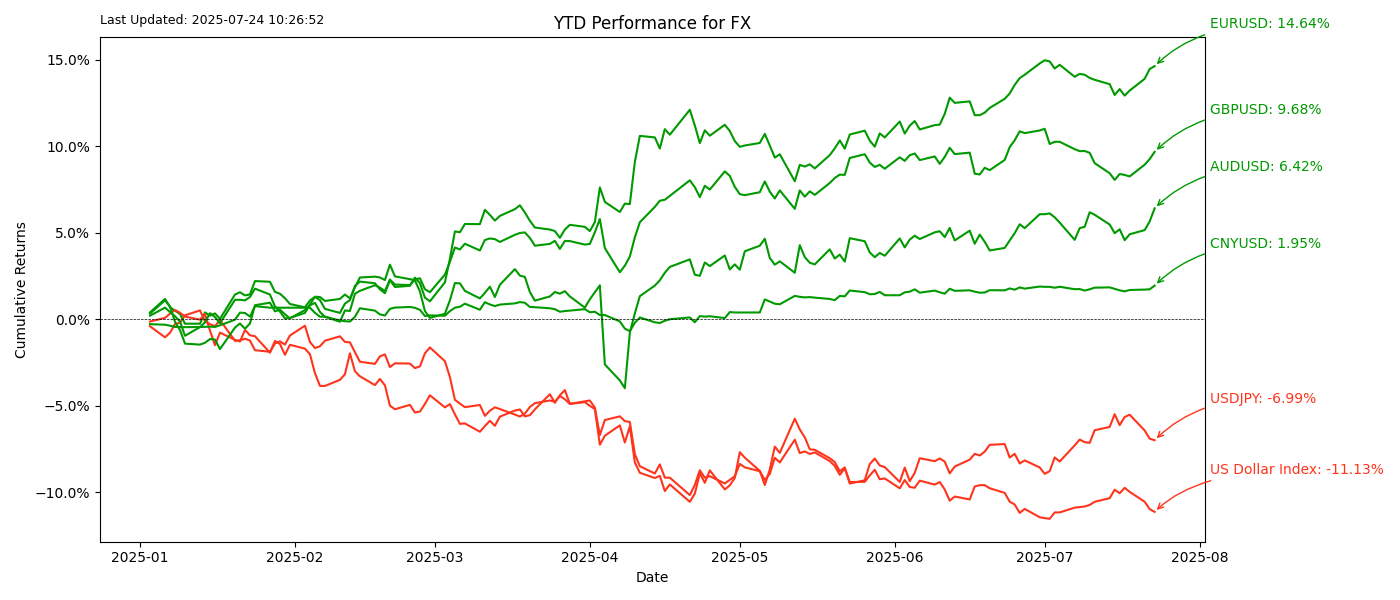 Last Updated: 2025-07-24 10:26:52
YTD Performance for FX
EURUSD: 14.64%
GBPUSD: 9.68%
AUDUSD: 6.42%
CNYUSD: 1.95%
USDJPY: -6.99%
US Dollar Index: -11.13%
Cumulative Returns
15.0%
10.0%
5.0%
0.0%
−5.0%
−10.0%
2025-01
2025-02
2025-03
2025-04
2025-05
2025-06
2025-07
2025-08
Date